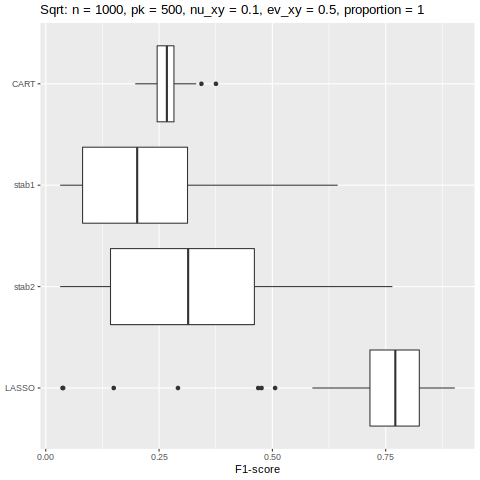 Sqrt: n = 1000, pk = 500, nu_xy = 0.1, ev_xy = 0.5, proportion = 1
CART
stab1
stab2
LASSO
0.00 0.25 0.50 0.75
F1-score